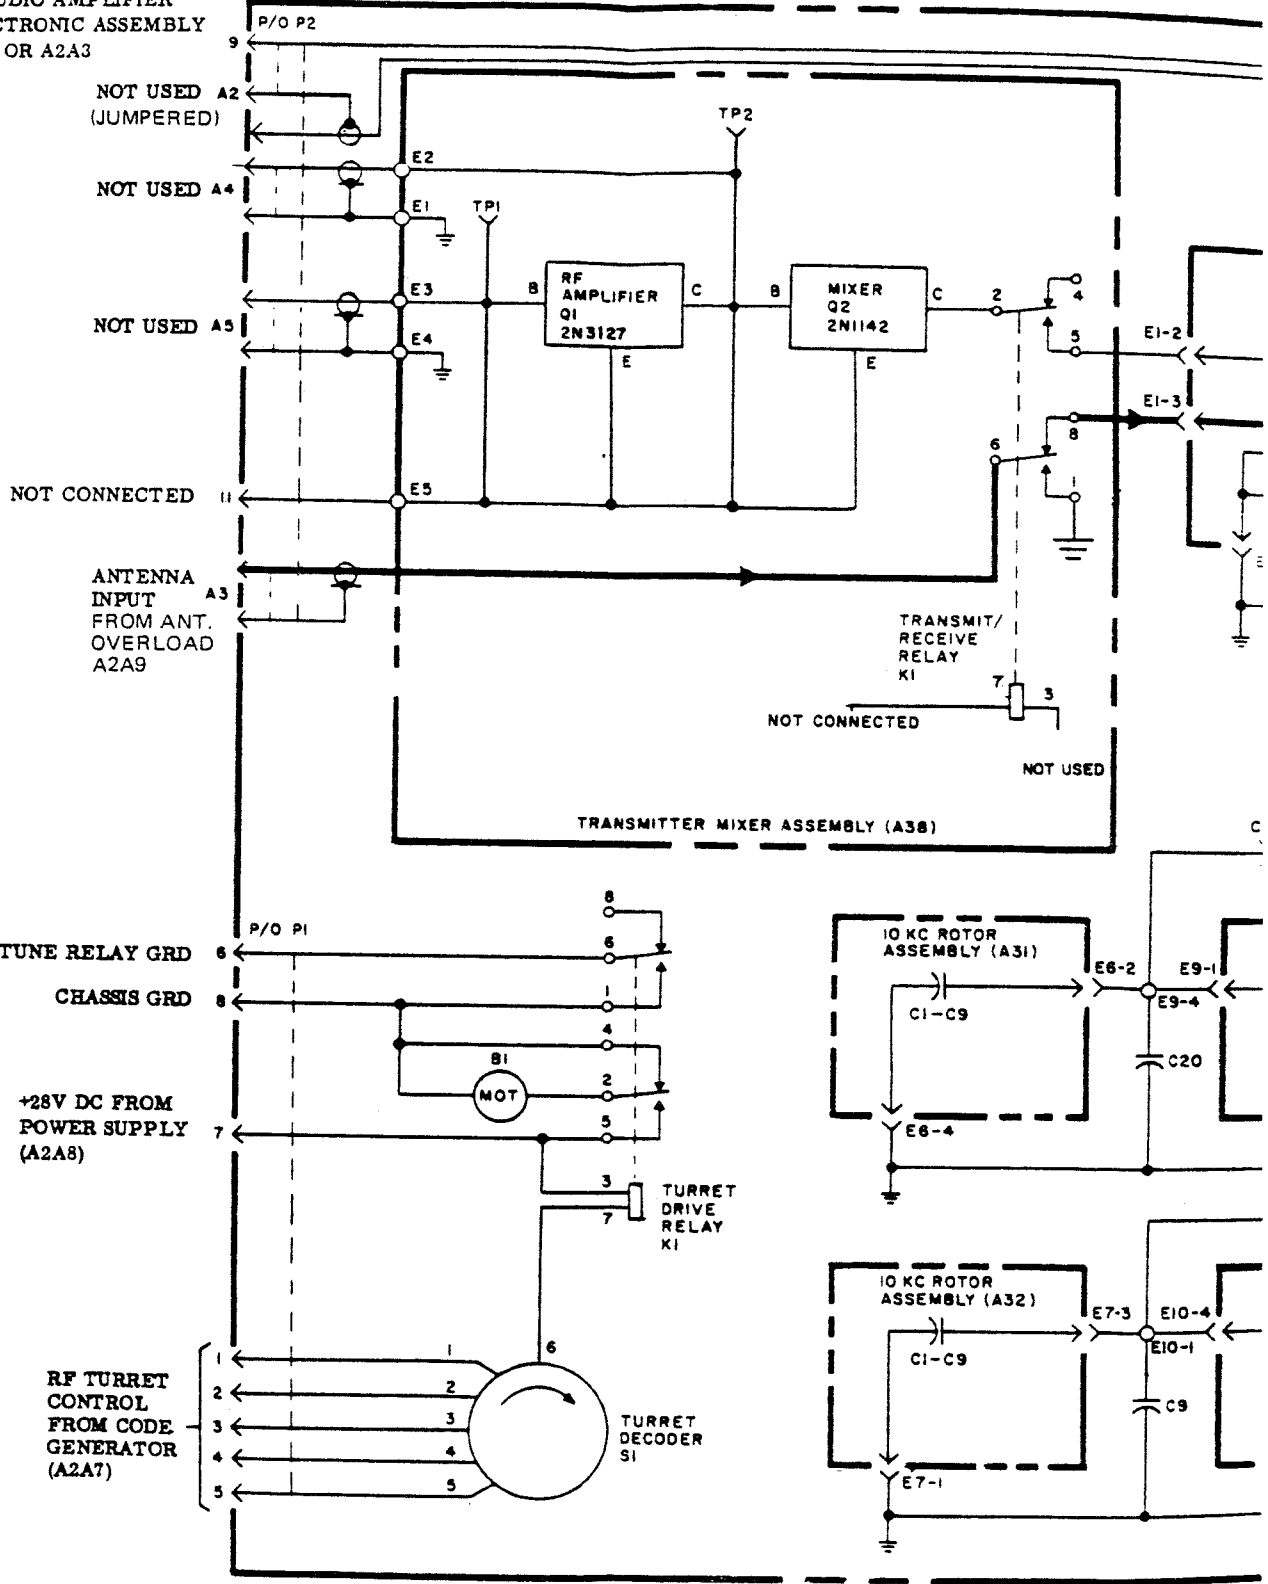 CTRONIC ASSEMBLY
OR A2A3
P/O P2
9
NOT USED A2
(JUMPERED)
NOT USED A4
E2
E1
TP1
TP2
NOT USED A5
E3
E4
B
RF
AMPLIFIER
Q1
2N3127
C
E
B
MIXER
Q2
2N1142
C
E
2
4
5
E1-2
E1-3
6
8
1
NOT CONNECTED 11
E5
ANTENNA
INPUT A3
FROM ANT.
OVERLOAD
A2A9
TRANSMIT/
RECEIVE
RELAY
K1
7
3
NOT CONNECTED
NOT USED
TRANSMITTER MIXER ASSEMBLY (A38)
P/O P1
TUNE RELAY GRD 6
CHASSIS GRD 8
8
6
1
4
B1
MOT
2
5
+28V DC FROM
POWER SUPPLY 7
(A2A8)
3
7
TURRET
DRIVE
RELAY
K1
RF TURRET
CONTROL
FROM CODE
GENERATOR
(A2A7)
1
2
3
4
5
1
2
3
4
5
6
TURRET
DECODER
S1
10 KC ROTOR
ASSEMBLY (A31)
C1-C9
E6-2
E9-1
E9-4
C20
E6-4
10 KC ROTOR
ASSEMBLY (A32)
C1-C9
E7-3
E10-4
E10-1
C9
E7-1